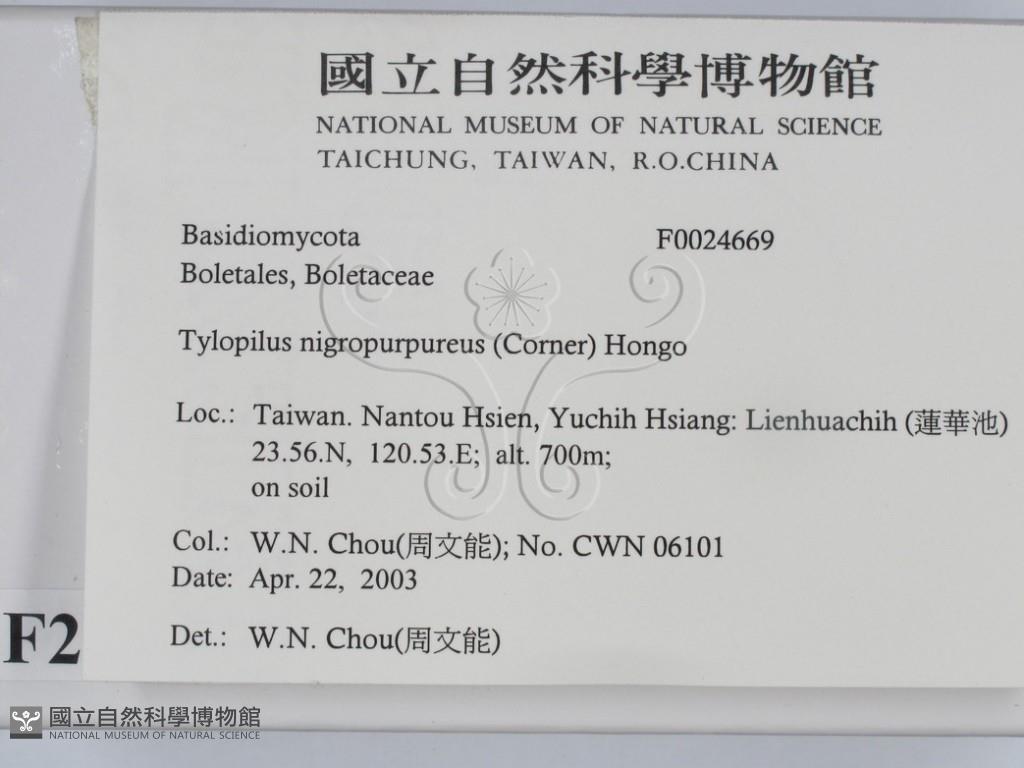 國立自然科學博物館
NATIONAL MUSEUM OF NATURAL SCIENCE
TAICHUNG, TAIWAN, R.O.CHINA
Basidiomycota F0024669
Boletales, Boletaceae
Tylopilus nigropurpureus (Corner) Hongo
Loc.: Taiwan. Nantou Hsien, Yuchih Hsiang: Lienhuachih (蓮華池)
23.56.N, 120.53.E; alt. 700m;
on soil
Col.: W.N. Chou(周文能); No. CWN 06101
Date: Apr. 22, 2003
Det.: W.N. Chou(周文能)
F2
國立自然科學博物館
NATIONAL MUSEUM OF NATURAL SCIENCE